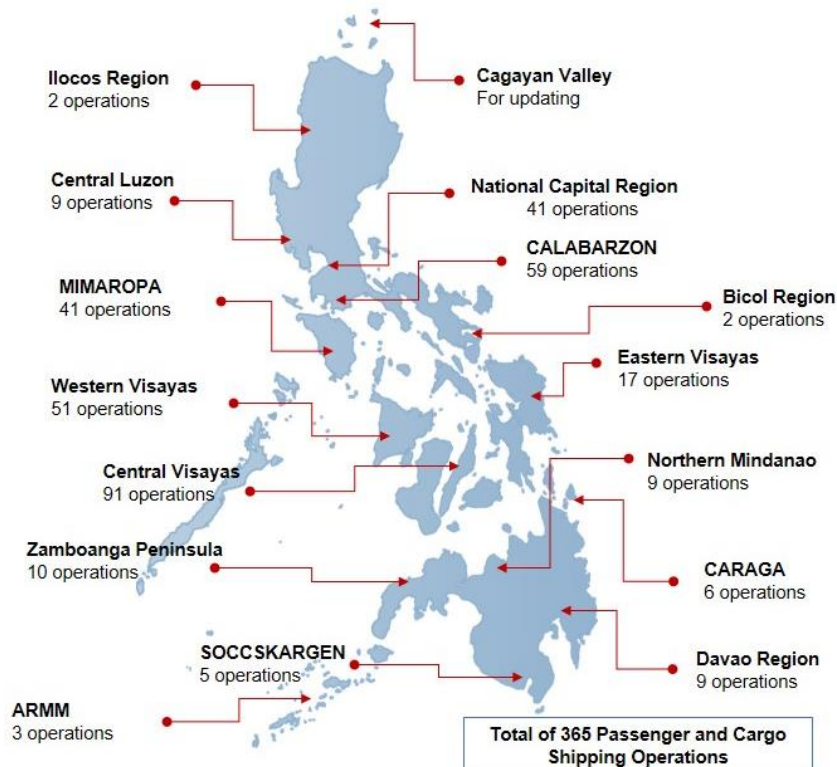 Ilocos Region
2 operations
Cagayan Valley
For updating
Central Luzon
9 operations
National Capital Region
41 operations
CALABARZON
59 operations
MIMAROPA
41 operations
Bicol Region
2 operations
Eastern Visayas
17 operations
Western Visayas
51 operations
Central Visayas
91 operations
Northern Mindanao
9 operations
Zamboanga Peninsula
10 operations
CARAGA
6 operations
SOCCSKARGEN
5 operations
Davao Region
9 operations
ARMM
3 operations
Total of 365 Passenger and Cargo
Shipping Operations